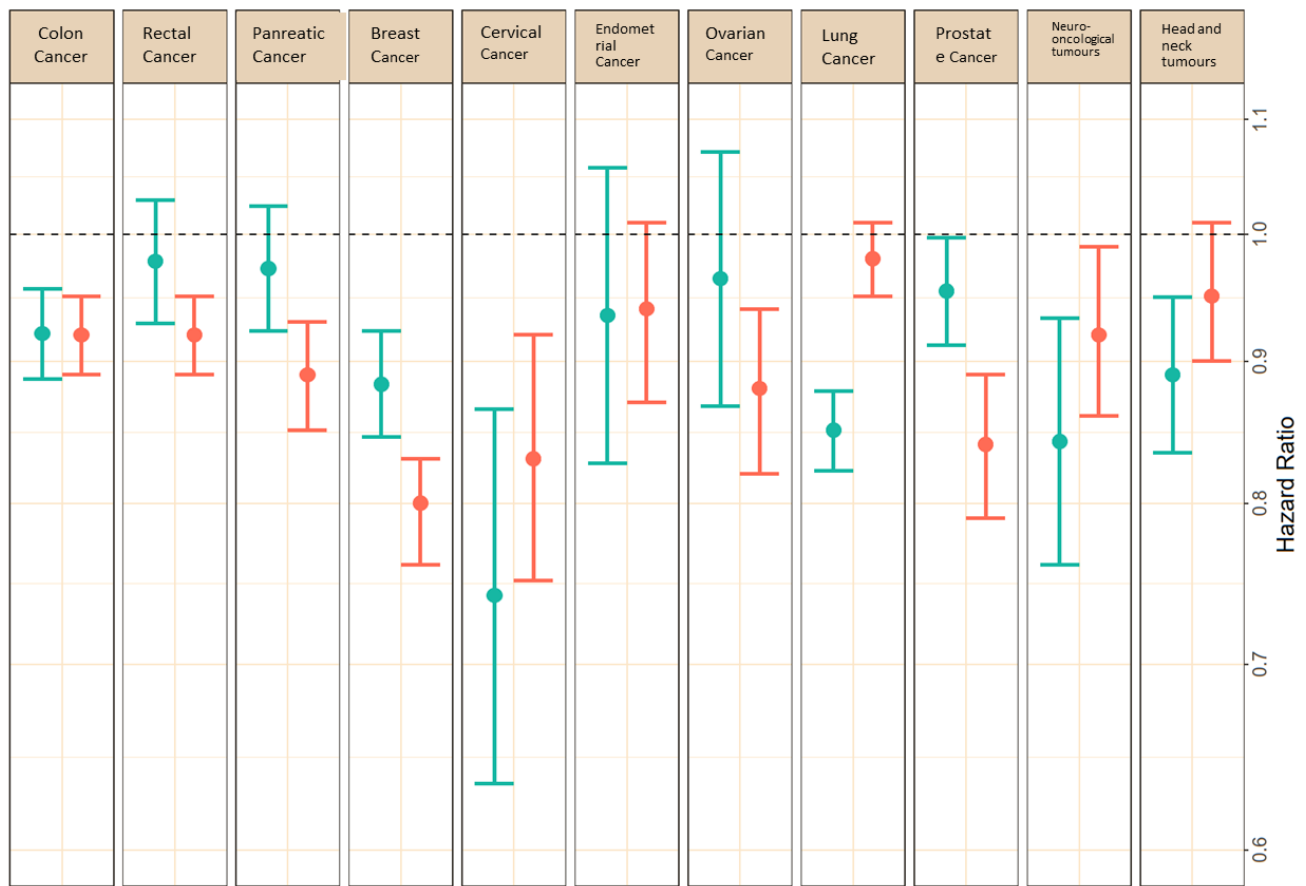 Colon
Cancer
Rectal
Cancer
Panreatic
Cancer
Breast
Cancer
Cervical
Cancer
Endomet
rial
Cancer
Ovarian
Cancer
Lung
Cancer
Prostat
e Cancer
Neuro-
oncological
tumours
Head and
neck
tumours
1.1
1.0
0.9
0.8
0.7
0.6
Hazard Ratio